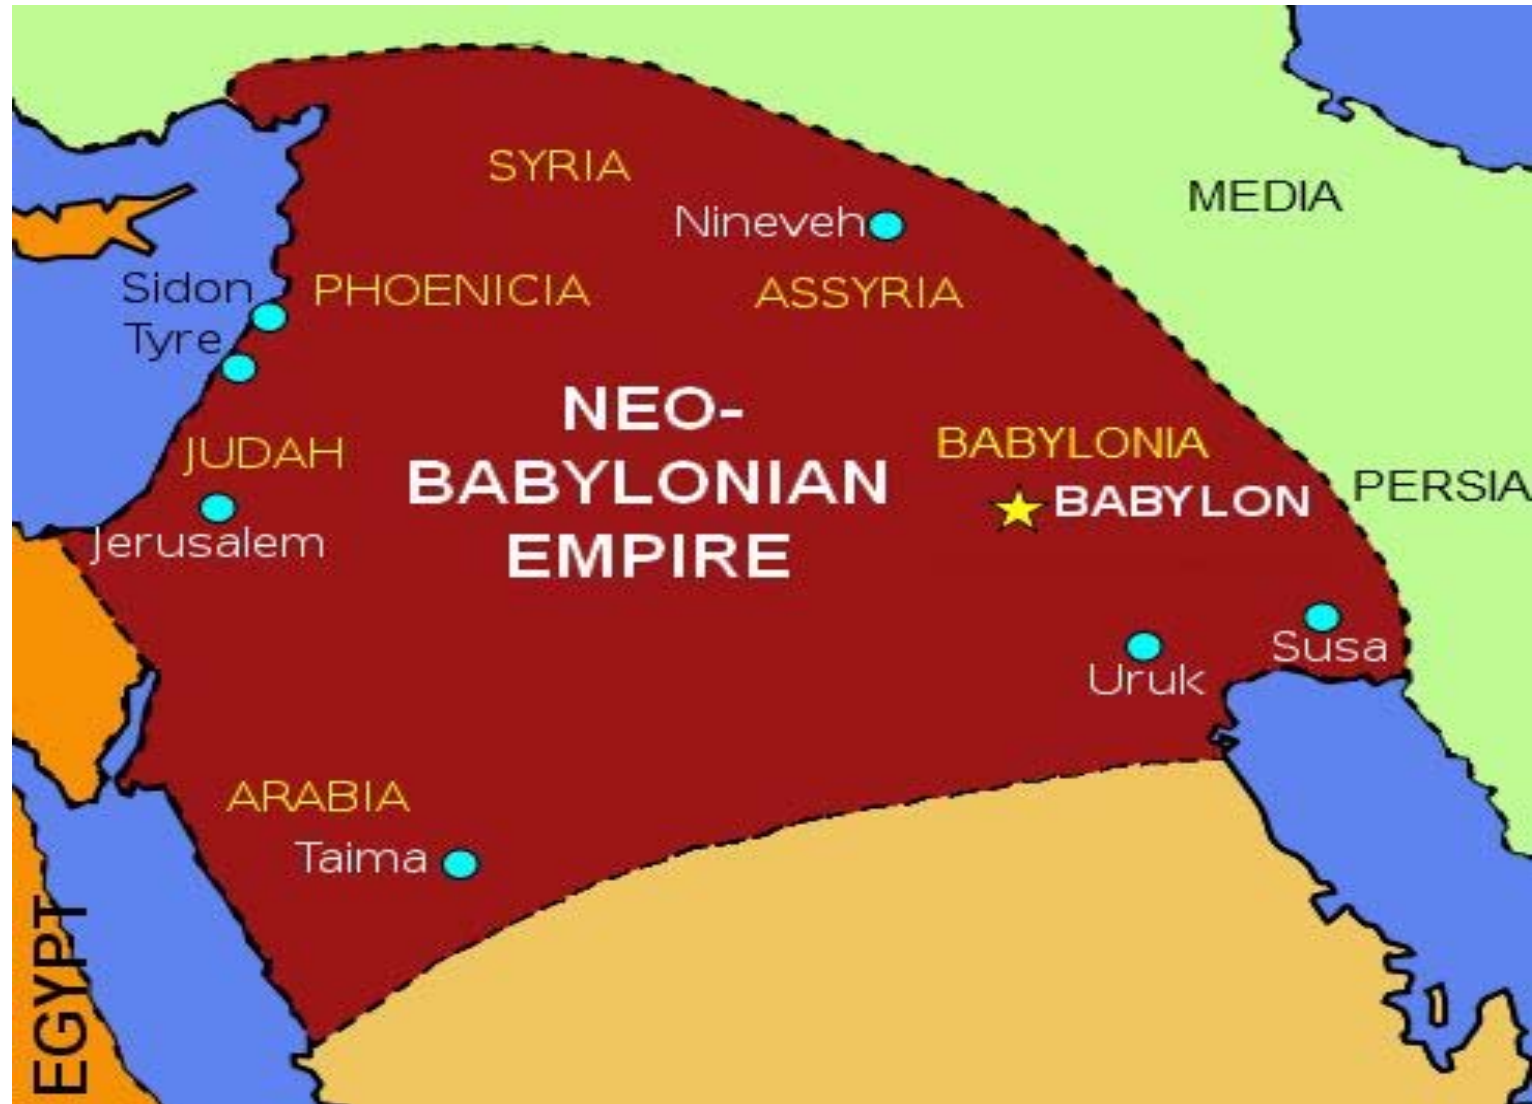 SYRIA
MEDIA
Nineveh
Sidon
PHOENICIA
ASSYRIA
Tyre
NEO-
BABYLONIAN
EMPIRE
JUDAH
BABYLONIA
BABYLON
PERSIA
Jerusalem
Susa
Uruk
ARABIA
Taima
EGYPT